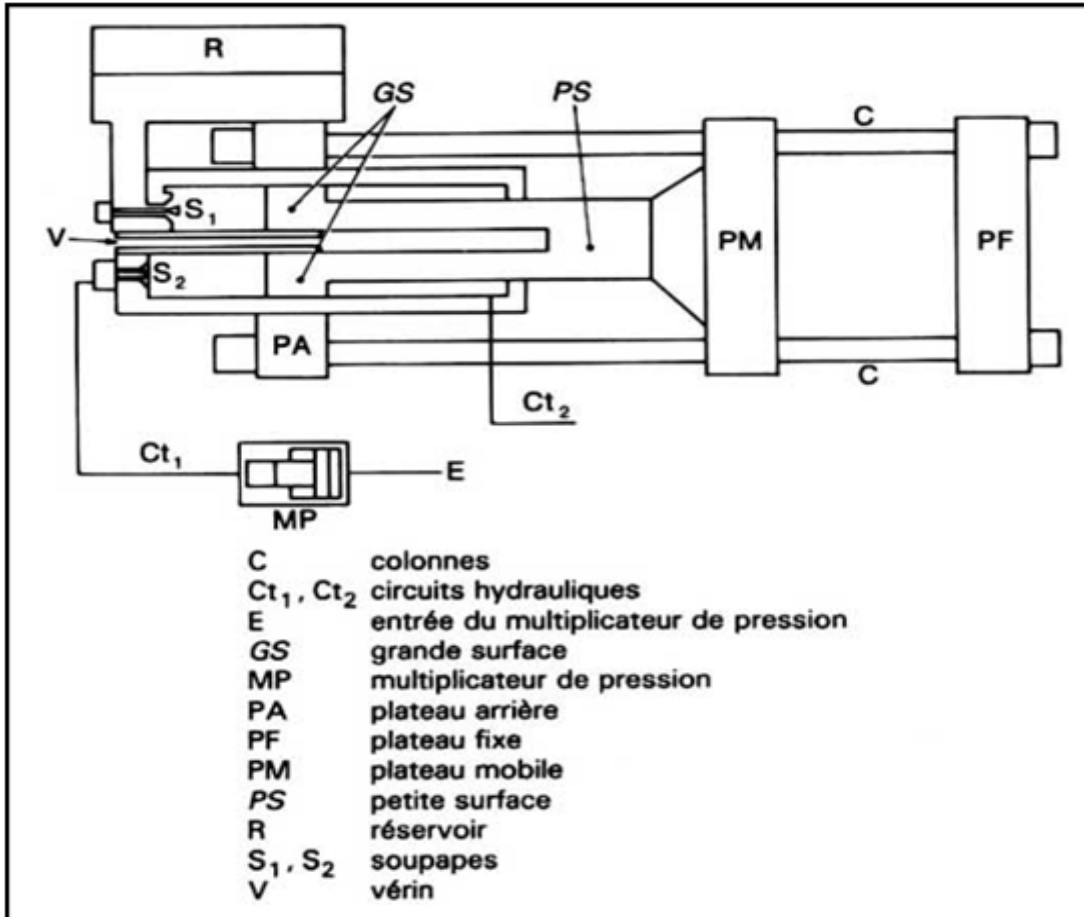 R
GS
PS
C
S₁
V
PM
PF
S₂
PA
C
Ct₂
Ct₁
E
MP
C colonnes
Ct₁, Ct₂ circuits hydrauliques
E entrée du multiplicateur de pression
GS grande surface
MP multiplicateur de pression
PA plateau arrière
PF plateau fixe
PM plateau mobile
PS petite surface
R réservoir
S₁, S₂ soupapes
V vérin